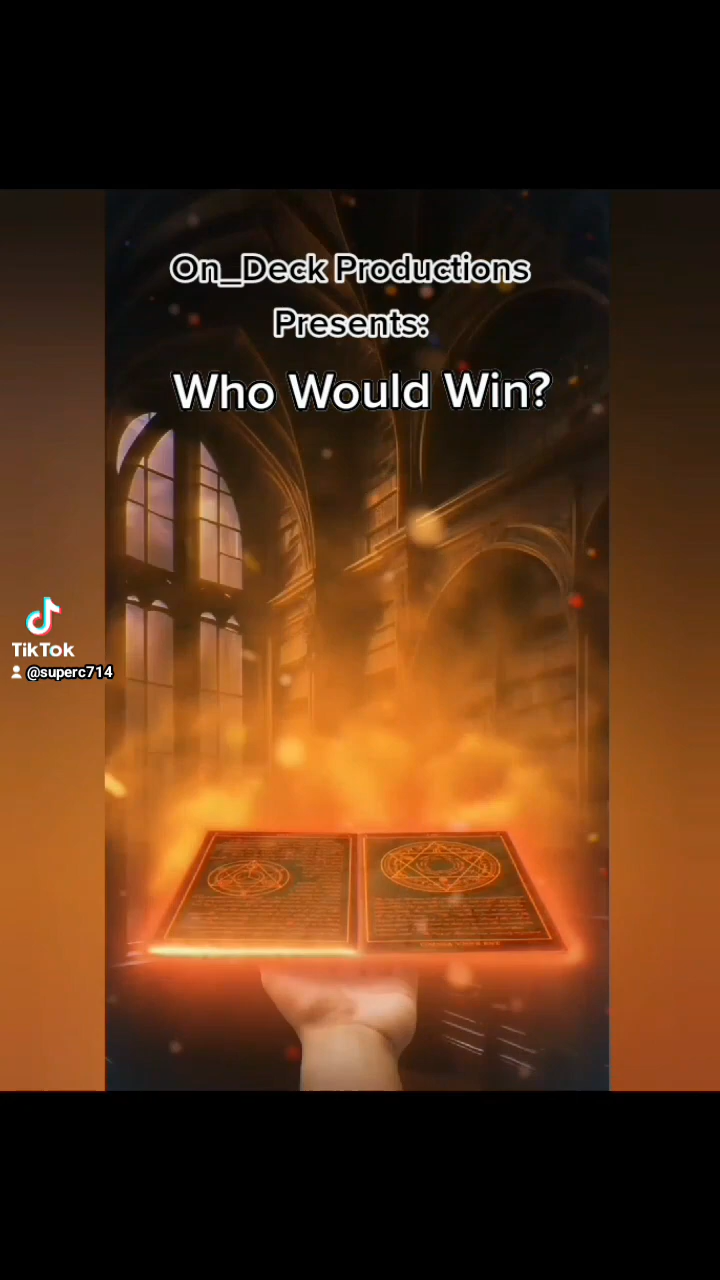 On_Deck Productions
Presents:
Who Would Win?
TikTok
@superc714